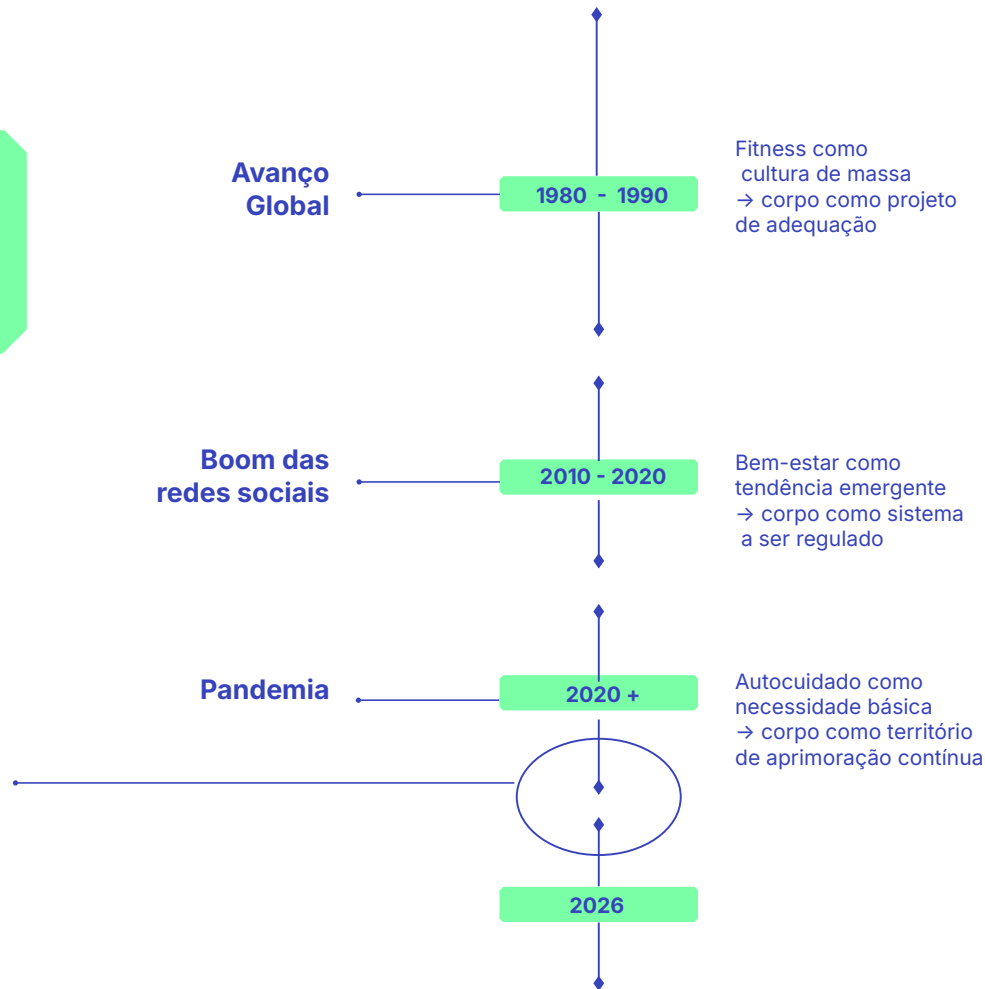 Avanço
Global
1980 - 1990
Fitness como
cultura de massa
→ corpo como projeto
de adequação
Boom das
redes sociais
2010 - 2020
Bem-estar como
tendência emergente
→ corpo como sistema
a ser regulado
Pandemia
2020 +
Autocuidado como
necessidade básica
→ corpo como território
de aprimoração contínua
2026